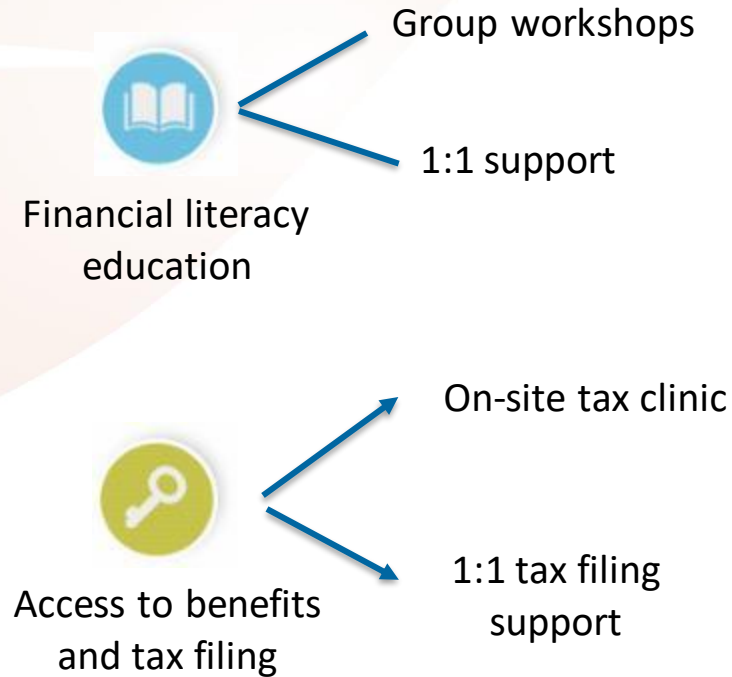 Group workshops
1:1 support
Financial literacy
education
On-site tax clinic
1:1 tax filing
support
Access to benefits
and tax filing